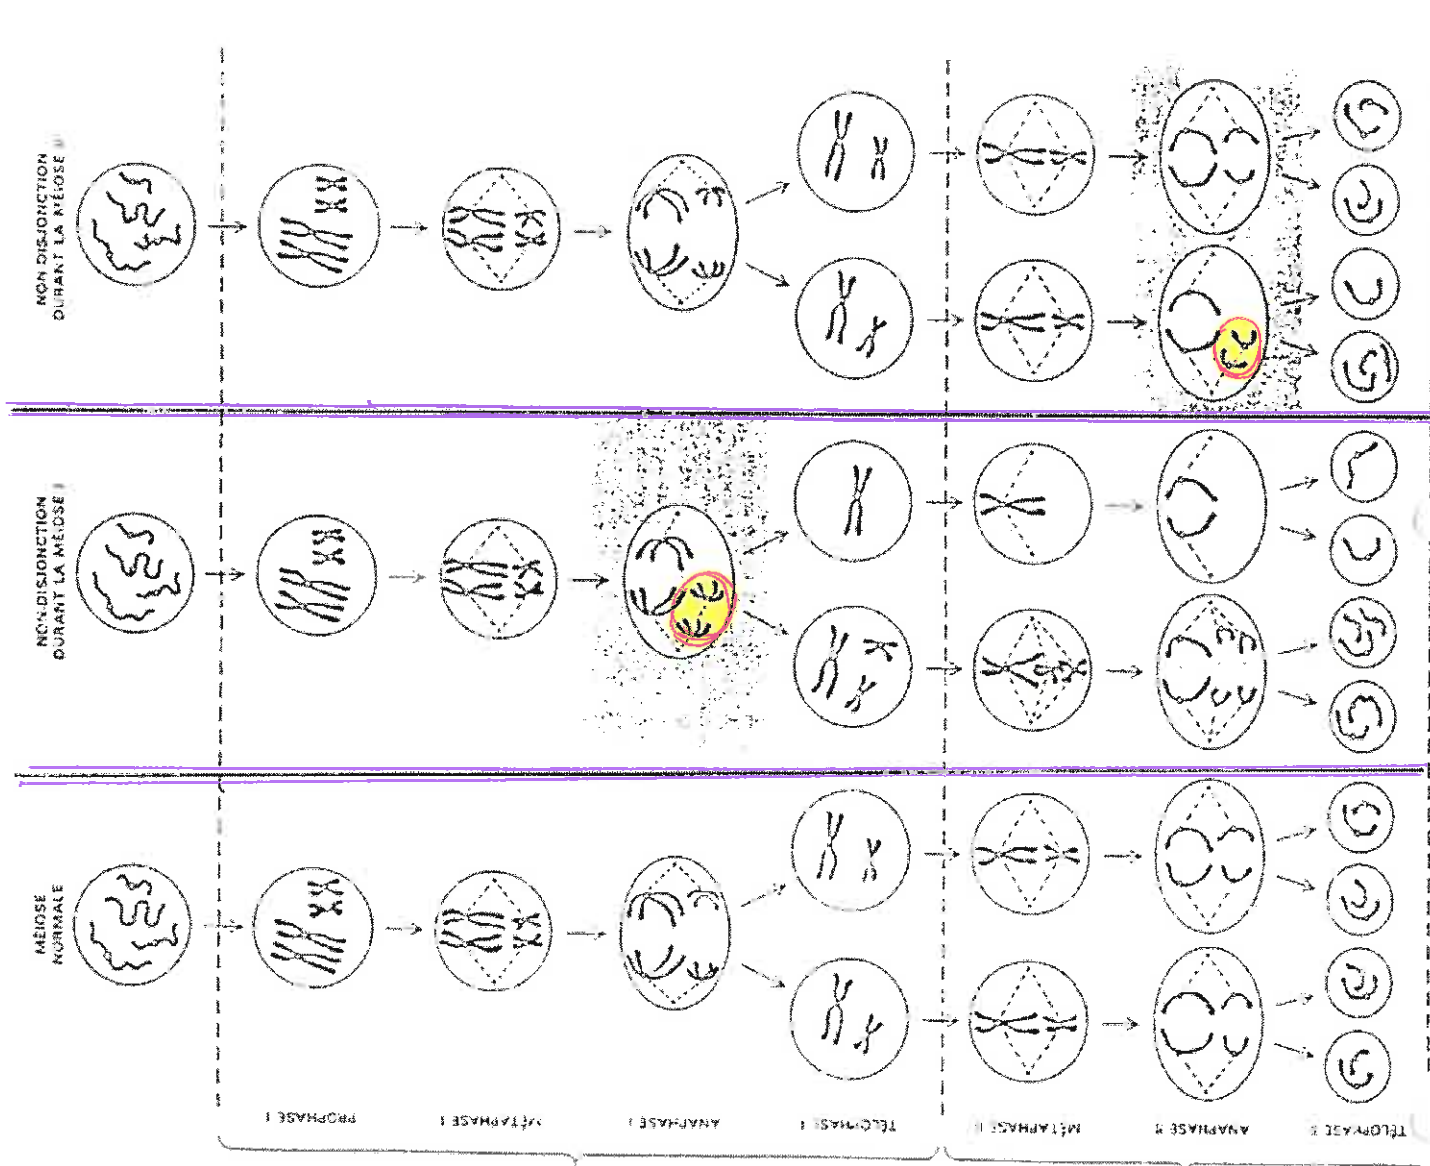 NON DISJONCTION
DURANT LA MÉIOSE II
NON-DISJONCTION
DURANT LA MÉIOSE I
MÉIOSE
NORMALE
PROPHASE I
MÉTAPHASE I
ANAPHASE I
TÉLOPHASE I
MÉTAPHASE II
ANAPHASE II
TÉLOPHASE II